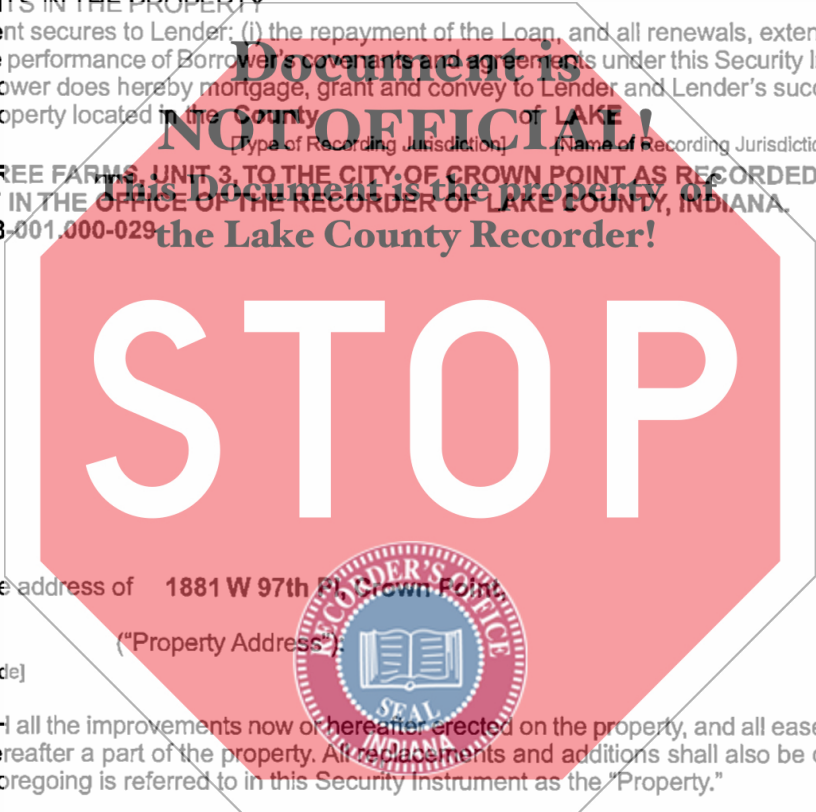 TS IN THE PROPERTY
nt secures to Lender: (i) the repayment of the Loan, and all renewals, exten
performance of Borrower's covenants and agreements under this Security I
ower does hereby mortgage, grant and convey to Lender and Lender's succ
operty located in the County of LAKE
[Type of Recording Jurisdiction] [Name of Recording Jurisdictio
REE FARMS, UNIT 3, TO THE CITY OF CROWN POINT AS RECORDED
IN THE OFFICE OF THE RECORDER OF LAKE COUNTY, INDIANA.
-001.000-029
Document is
NOT OFFICIAL!
This Document is the property of
the Lake County Recorder!
STOP
e address of 1881 W 97th Pl, Crown Point,
("Property Address"):
de]
RECORDER'S OFFICE
SEAL
INDIANA
H all the improvements now or hereafter erected on the property, and all ease
reafter a part of the property. All replacements and additions shall also be c
oregoing is referred to in this Security Instrument as the "Property."